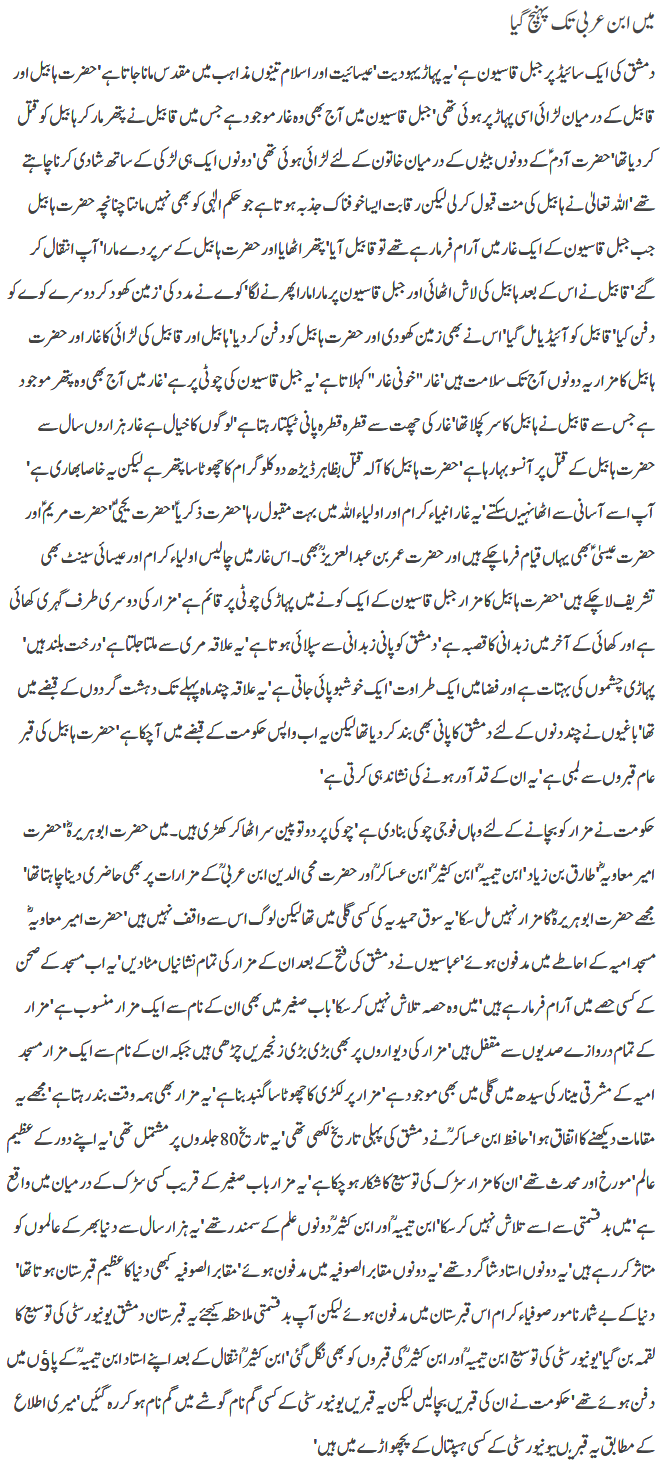 میں ابن عربی تک پہنچ گیا
دمشق کی ایک سائیڈ پر جبل قاسیون ہے'یہ پہاڑ یہودیت'عیسائیت اور اسلام تینوں مذاہب میں مقدس مانا جاتا ہے'حضرت ہابیل اور
قابیل کے درمیان لڑائی اسی پہاڑ پر ہوئی تھی'جبل قاسیون میں آج بھی وہ غار موجود ہے جس میں قابیل نے پتھر مار کر ہابیل کو قتل
کر دیا تھا'حضرت آدم ؑ کے دونوں بیٹوں کے درمیان خاتون کے لئے لڑائی ہوئی تھی'دونوں ایک ہی لڑکی کے ساتھ شادی کرنا چاہتے
تھے'اللہ تعالیٰ نے ہابیل کی منت قبول کر لی لیکن رقابت ایسا خوفناک جذبہ ہوتا ہے جو حکم الٰہی کو بھی نہیں مانتا چنانچہ حضرت ہابیل
جب جبل قاسیون کے ایک غار میں آرام فرما رہے تھے تو قابیل آیا'پتھر اٹھایا اور حضرت ہابیل کے سر پر دے مارا'آپ انتقال کر
گئے'قابیل نے اس کے بعد ہابیل کی لاش اٹھائی اور جبل قاسیون پر مارا مارا پھرنے لگا'کوے نے مدد کی'زمین کھود کر دوسرے کوے کو
دفن کیا'قابیل کو آئیڈیا مل گیا'اس نے بھی زمین کھودی اور حضرت ہابیل کو دفن کر دیا'ہابیل اور قابیل کی لڑائی کا غار اور حضرت
ہابیل کا مزار یہ دونوں آج تک سلامت ہیں'غار"خونی غار" کہلاتا ہے'یہ جبل قاسیون کی چوٹی پر ہے'غار میں آج بھی وہ پتھر موجود
ہے جس سے قابیل نے ہابیل کا سر کچلا تھا'غار کی چھت سے قطرہ قطرہ پانی ٹپکتا رہتا ہے'لوگوں کا خیال ہے غار ہزاروں سال سے
حضرت ہابیل کے قتل پر آنسو بہا رہا ہے'حضرت ہابیل کا آلہ قتل بظاہر ڈیڑھ دو کلو گرام کا چھوٹا سا پتھر ہے لیکن یہ خاصا بھاری ہے'
آپ اسے آسانی سے اٹھا نہیں سکتے'یہ غار انبیاء کرام اور اولیاء اللہ میں بہت مقبول رہا'حضرت ذکریا ؑ'حضرت یحییٰ ؑ'حضرت مریم ؑ اور
حضرت عیسیٰ ؑ بھی یہاں قیام فرما چکے ہیں اور حضرت عمر بن عبدالعزیزؒ بھی۔ اس غار میں چالیس اولیاء کرام اور عیسائی سینٹ بھی
تشریف لا چکے ہیں'حضرت ہابیل کا مزار جبل قاسیون کے ایک کونے میں پہاڑ کی چوٹی پر قائم ہے'مزار کی دوسری طرف گہری کھائی
ہے اور کھائی کے آخر میں زبدانی کا قصبہ ہے'دمشق کو پانی زبدانی سے سپلائی ہوتا ہے'یہ علاقہ مری سے ملتا جلتا ہے'درخت بلند ہیں'
پہاڑی چشموں کی بہتات ہے اور فضا میں ایک طراوت'ایک خوشبو پائی جاتی ہے'یہ علاقہ چند ماہ پہلے تک دہشت گردوں کے قبضے میں
تھا'باغیوں نے چند دنوں کے لئے دمشق کا پانی بھی بند کر دیا تھا لیکن یہ اب واپس حکومت کے قبضے میں آ چکا ہے'حضرت ہابیل کی قبر
عام قبروں سے لمبی ہے'یہ ان کے قد آور ہونے کی نشاندہی کرتی ہے'
حکومت نے مزار کو بچانے کے لئے وہاں فوجی چوکی بنا دی ہے'چوکی پر دو توپین سر اٹھا کر کھڑی ہیں۔ میں حضرت ابوہریرہؓ'حضرت
امیر معاویہؓ'طارق بن زیاد'ابن تیمیہؒ'ابن کثیرؒ'ابن عساکرؒ اور حضرت محی الدین ابن عربیؒ کے مزارات پر بھی حاضری دینا چاہتا تھا'
مجھے حضرت ابوہریرہؓ کا مزار نہیں مل سکا'یہ سوق حمیدیہ کی کسی گلی میں تھا لیکن لوگ اس سے واقف نہیں ہیں'حضرت امیر معاویہؓ
مسجد امیہ کے احاطے میں مدفون ہوئے'عباسیوں نے دمشق کی فتح کے بعد ان کے مزار کی تمام نشانیاں مٹا دیں'یہ اب مسجد کے صحن
کے کسی حصے میں آرام فرما رہے ہیں'میں وہ حصہ تلاش نہیں کر سکا'باب صغیر میں بھی ان کے نام سے ایک مزار منسوب ہے'مزار
کے تمام دروازے صدیوں سے مقفل ہیں'مزار کی دیواروں پر بھی بڑی بڑی زنجیریں چڑھی ہیں جبکہ ان کے نام سے ایک مزار مسجد
امیہ کے مشرقی مینار کی سیدھ میں گلی میں بھی موجود ہے'مزار پر لکڑی کا چھوٹا سا گنبد بنا ہے'یہ مزار بھی ہمہ وقت بند رہتا ہے'مجھے یہ
مقامات دیکھنے کا اتفاق ہوا'حافظ ابن عساکرؒ نے دمشق کی پہلی تاریخ لکھی تھی'یہ تاریخ 80 جلدوں پر مشتمل تھی'یہ اپنے دور کے عظیم
عالم'مورخ اور محدث تھے'ان کا مزار سڑک کی توسیع کا شکار ہو چکا ہے'یہ مزار باب صغیر کے قریب کسی سڑک کے درمیان میں واقع
ہے'میں بدقسمتی سے اسے تلاش نہیں کر سکا'ابن تیمیہؒ اور ابن کثیرؒ دونوں علم کے سمندر تھے'یہ ہزار سال سے دنیا بھر کے عالموں کو
متاثر کر رہے ہیں'یہ دونوں استاد شاگرد تھے'یہ دونوں مقابر الصوفیہ میں مدفون ہوئے'مقابر الصوفیہ کبھی دنیا کا عظیم قبرستان ہوتا تھا'
دنیا کے بے شمار نامور صوفیاء کرام اس قبرستان میں مدفون ہوئے لیکن آپ بدقسمتی ملاحظہ کیجئے یہ قبرستان دمشق یونیورسٹی کی توسیع کا
لقمہ بن گیا'یونیورسٹی کی توسیع ابن تیمیہؒ اور ابن کثیرؒ کی قبروں کو بھی نگل گئی'ابن کثیرؒ انتقال کے بعد اپنے استاد ابن تیمیہؒ کے پاؤں میں
دفن ہوئے تھے'حکومت نے ان کی قبریں بچا لیں لیکن یہ قبریں یونیورسٹی کے کسی گم نام گوشے میں گم نام ہو کر رہ گئیں'میری اطلاع
کے مطابق یہ قبریں یونیورسٹی کے کسی ہسپتال کے پچھواڑے میں ہیں'